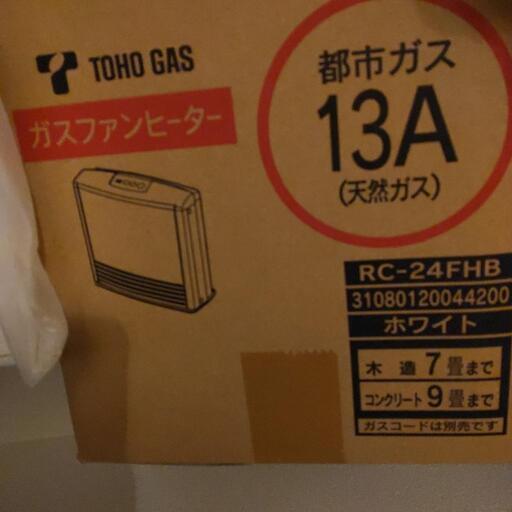 TOHO GAS
ガスファンヒーター
都市ガス
13A
(天然ガス)
RC-24FHB
31080120044200
ホワイト
木造 7畳まで
コンクリート 9畳まで
ガスコードは別売です